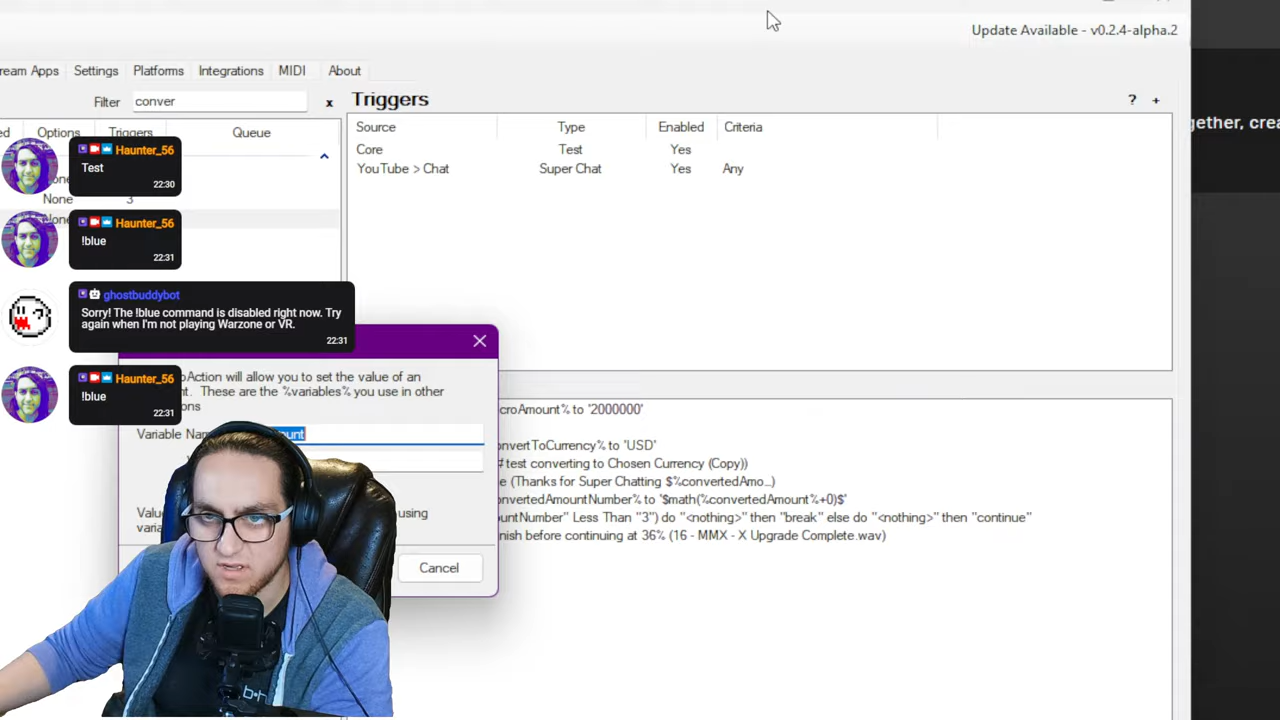 Update Available - v0.2.4-alpha.2
ream Apps Settings Platforms Integrations MIDI About
Filter conver x
Triggers ? +
Options Triggers Queue
Source Type Enabled Criteria
Core Test Yes
YouTube > Chat Super Chat Yes Any
None 3
gether, crea
Haunter_56
Test
22:30
Haunter_56
!blue
22:31
ghostbuddybot
Sorry! The !blue command is disabled right now. Try
again when I'm not playing Warzone or VR.
22:31
Haunter_56
!blue
22:31
oAction will allow you to set the value of an
nt. These are the %variables% you use in other
ons
Variable Nam ount
Value using
varia
Cancel
croAmount% to '2000000'
onvertToCurrency% to 'USD'
# test converting to Chosen Currency (Copy))
e (Thanks for Super Chatting $%convertedAmo...)
onvertedAmountNumber% to '$math(%convertedAmount%+0)$'
ountNumber" Less Than "3") do "<nothing>" then "break" else do "<nothing>" then "continue"
nish before continuing at 36% (16 - MMX - X Upgrade Complete.wav)